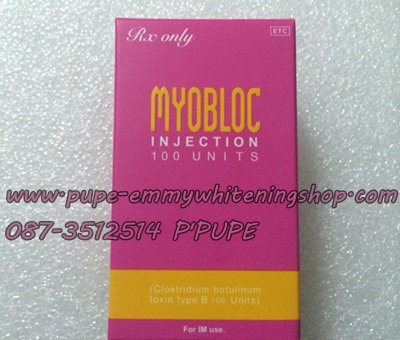 Rx only
ETC
MYOBLOC
INJECTION
100 UNITS
www.pupe-emmywhiteningshop.com
087-3512514 P'PUPE
(Clostridium botulinum
toxin type B 100 Units)
For IM use.